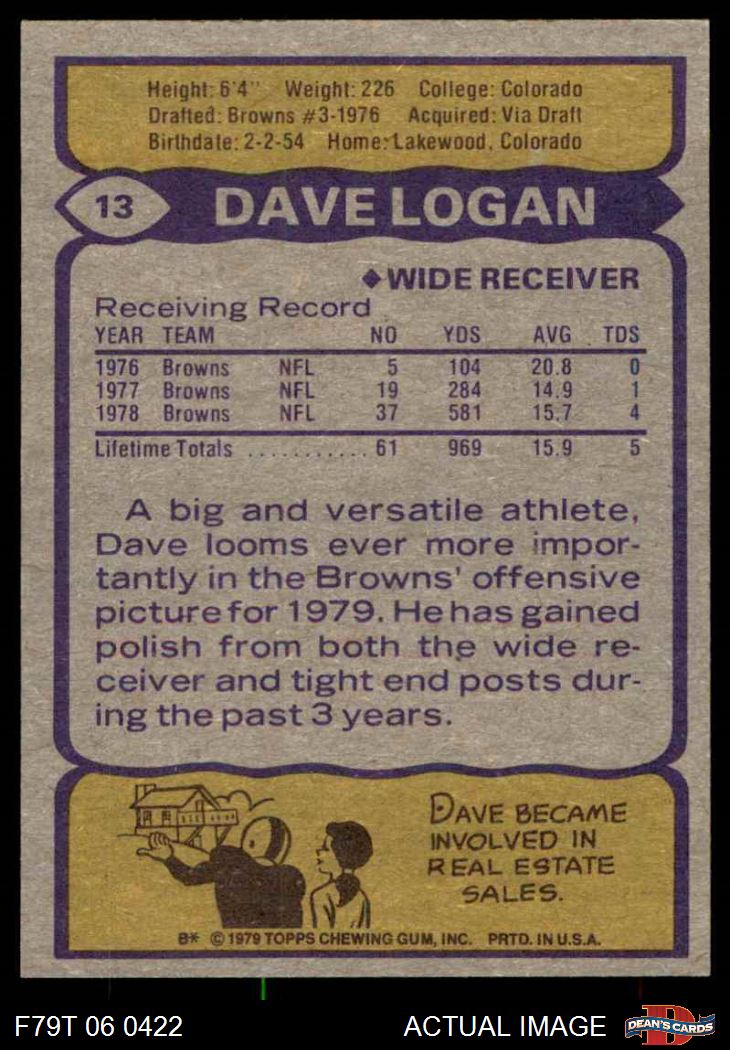 Height: 6'4" Weight: 226 College: Colorado
Drafted: Browns #3-1976 Acquired: Via Draft
Birthdate: 2-2-54 Home: Lakewood, Colorado
13 DAVE LOGAN
◆WIDE RECEIVER
Receiving Record
YEAR TEAM NO YDS AVG TDS
1976 Browns NFL 5 104 20.8 0
1977 Browns NFL 19 284 14.9 1
1978 Browns NFL 37 581 15.7 4
Lifetime Totals ........... 61 969 15.9 5
A big and versatile athlete,
Dave looms ever more impor-
tantly in the Browns' offensive
picture for 1979. He has gained
polish from both the wide re-
ceiver and tight end posts dur-
ing the past 3 years.
DAVE BECAME
INVOLVED IN
REAL ESTATE
SALES.
B* © 1979 TOPPS CHEWING GUM, INC. PRTD. IN U.S.A.
F79T 06 0422 ACTUAL IMAGE D DEAN'S CARDS